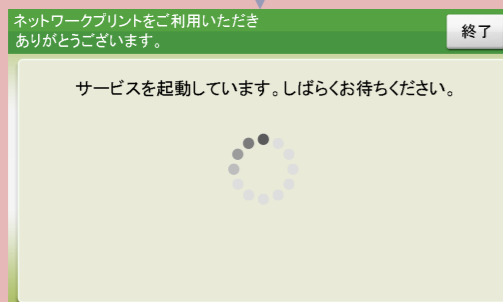 ネットワークプリントをご利用いただき
ありがとうございます。
終了
サービスを起動しています。しばらくお待ちください。